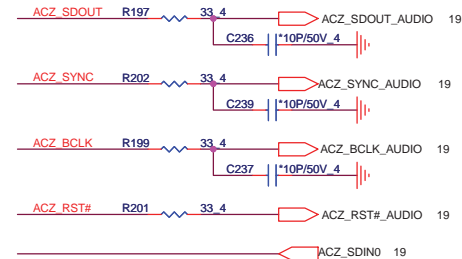 ACZ_SDOUT R197 33_4 ACZ_SDOUT_AUDIO 19
C236 *10P/50V_4
ACZ_SYNC R202 33_4 ACZ_SYNC_AUDIO 19
C239 *10P/50V_4
ACZ_BCLK R199 33_4 ACZ_BCLK_AUDIO 19
C237 *10P/50V_4
ACZ_RST# R201 33_4 ACZ_RST#_AUDIO 19
ACZ_SDIN0 19